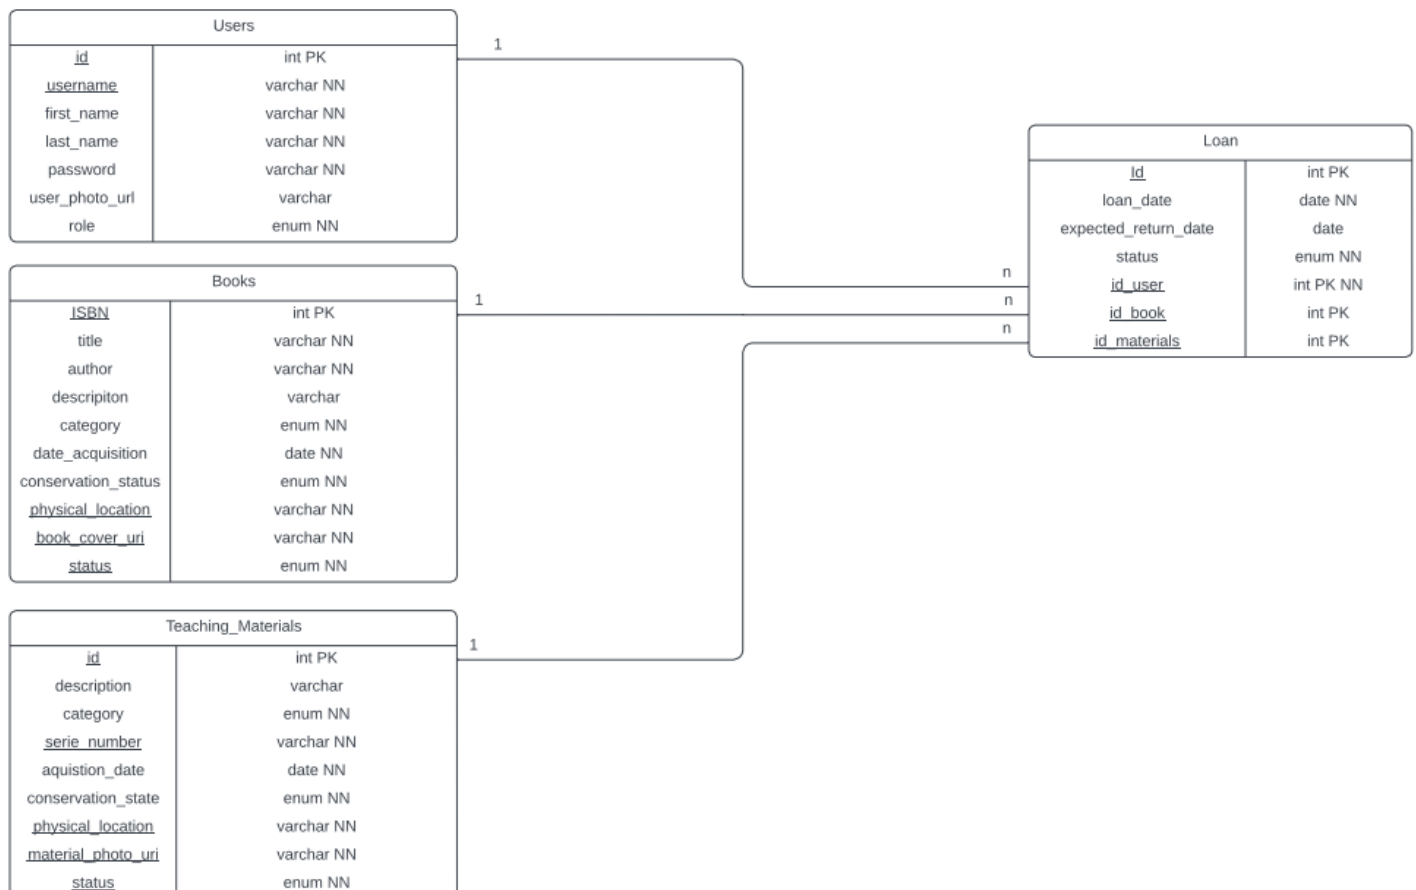 Users
id int PK
username varchar NN
first_name varchar NN
last_name varchar NN
password varchar NN
user_photo_url varchar
role enum NN
1
Books
ISBN int PK
title varchar NN
author varchar NN
descripiton varchar
category enum NN
date_acquisition date NN
conservation_status enum NN
physical_location varchar NN
book_cover_uri varchar NN
status enum NN
1
Teaching_Materials
id int PK
description varchar
category enum NN
serie_number varchar NN
aquistion_date date NN
conservation_state enum NN
physical_location varchar NN
material_photo_uri varchar NN
status enum NN
1
Loan
Id int PK
loan_date date NN
expected_return_date date
status enum NN
id_user int PK NN
id_book int PK
id_materials int PK
n
n
n